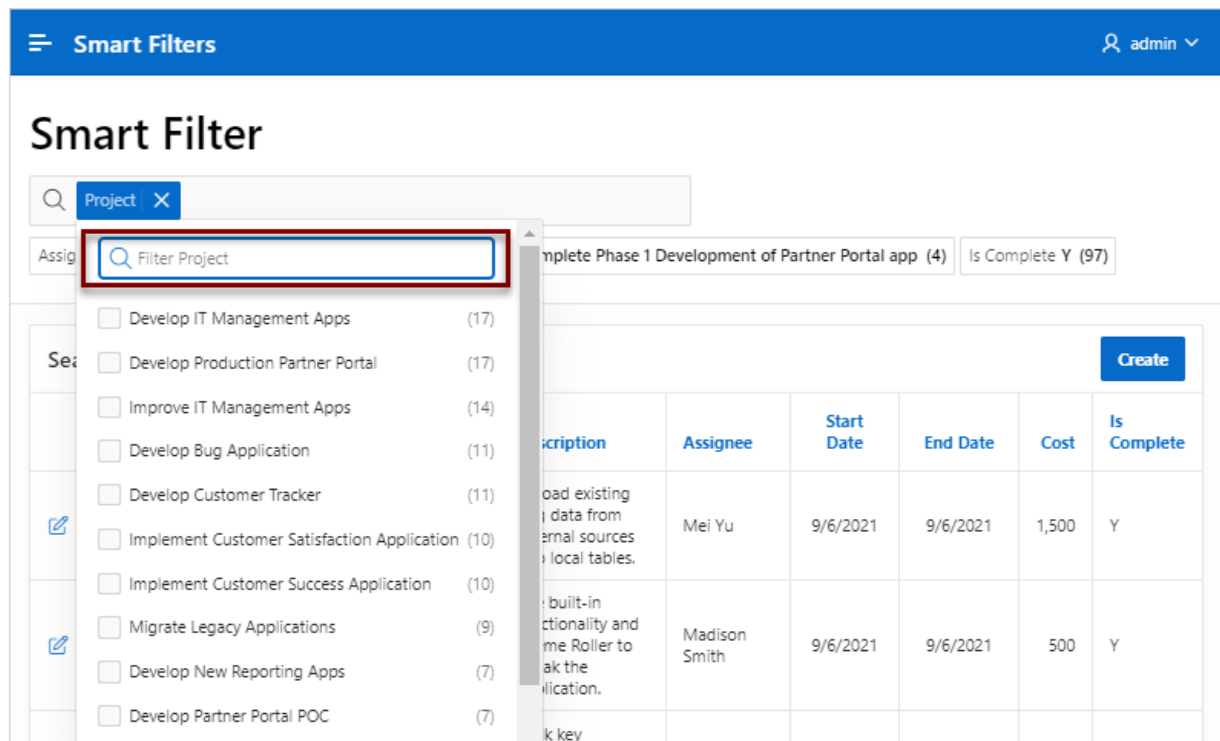 Smart Filters
admin
Smart Filter
Project
Filter Project
Assig
mplete Phase 1 Development of Partner Portal app (4)
Is Complete Y (97)
Develop IT Management Apps (17)
Develop Production Partner Portal (17)
Improve IT Management Apps (14)
Develop Bug Application (11)
Develop Customer Tracker (11)
Implement Customer Satisfaction Application (10)
Implement Customer Success Application (10)
Migrate Legacy Applications (9)
Develop New Reporting Apps (7)
Develop Partner Portal POC (7)
Sea
Create
scription
Assignee
Start
Date
End Date
Cost
Is
Complete
oad existing
g data from
ernal sources
o local tables.
Mei Yu
9/6/2021
9/6/2021
1,500
Y
e built-in
ctionality and
eme Roller to
ak the
plication.
Madison
Smith
9/6/2021
9/6/2021
500
Y
k key